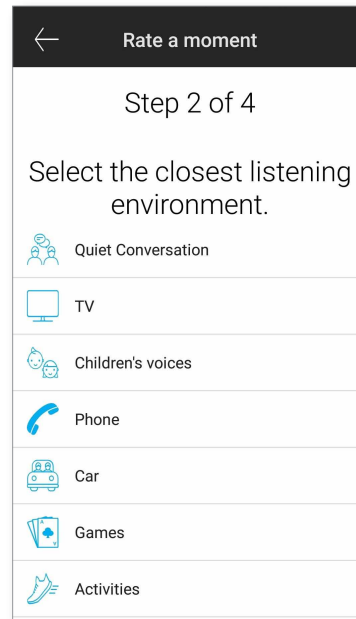 Rate a moment
Step 2 of 4
Select the closest listening
environment.
Quiet Conversation
TV
Children's voices
Phone
Car
Games
Activities